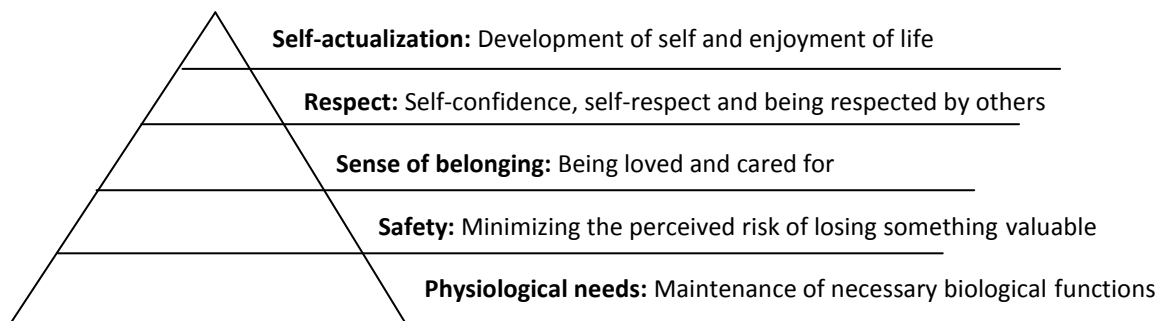 Self-actualization: Development of self and enjoyment of life
Respect: Self-confidence, self-respect and being respected by others
Sense of belonging: Being loved and cared for
Safety: Minimizing the perceived risk of losing something valuable
Physiological needs: Maintenance of necessary biological functions